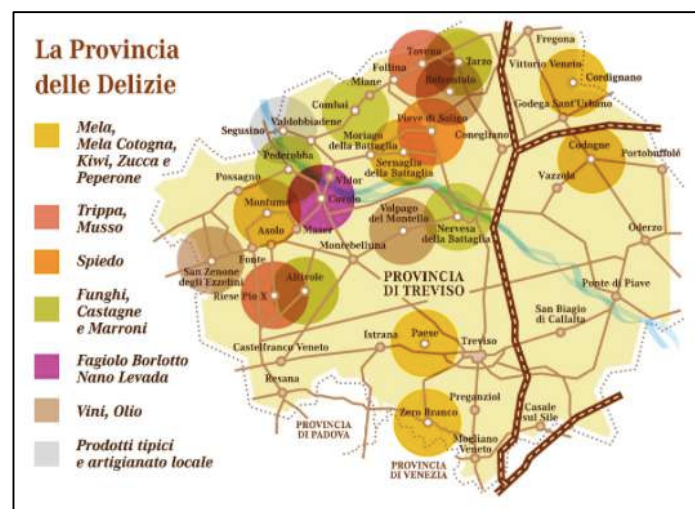 La Provincia
delle Delizie
Mela,
Mela Cotogna,
Kiwi, Zucca e
Peperone
Trippa,
Musso
Spiedo
Funghi,
Castagne
e Marroni
Fagiolo Borlotto
Nano Levada
Vini, Olio
Prodotti tipici
e artigianato locale
Fregona
Tovena
Tarzo
Vittorio Veneto
Cordignano
Follina
Miane
Refrontolo
Combai
Godega Sant'Urbano
Segusino
Valdobbiadene
Pieve di Soligo
Moriago
della Battaglia
Conegliano
Sernaglia
della Battaglia
Codogne
Portobuffolé
Pederobba
Vidor
Possagno
Vazzola
Covolo
Monfumo
Volpago
del Montello
Nervesa
della Battaglia
Maser
Asolo
Oderzo
Fonte
Montebelluna
San Zenone
degli Ezzelini
PROVINCIA
DI TREVISO
Altivole
Riese Pio X
Ponte di Piave
San Biagio
di Callalta
Istrana
Paese
Treviso
Castelfranco Veneto
Resana
Preganziol
Zero Branco
Casale
sul Sile
PROVINCIA
DI PADOVA
Mogliano
Veneto
PROVINCIA
DI VENEZIA